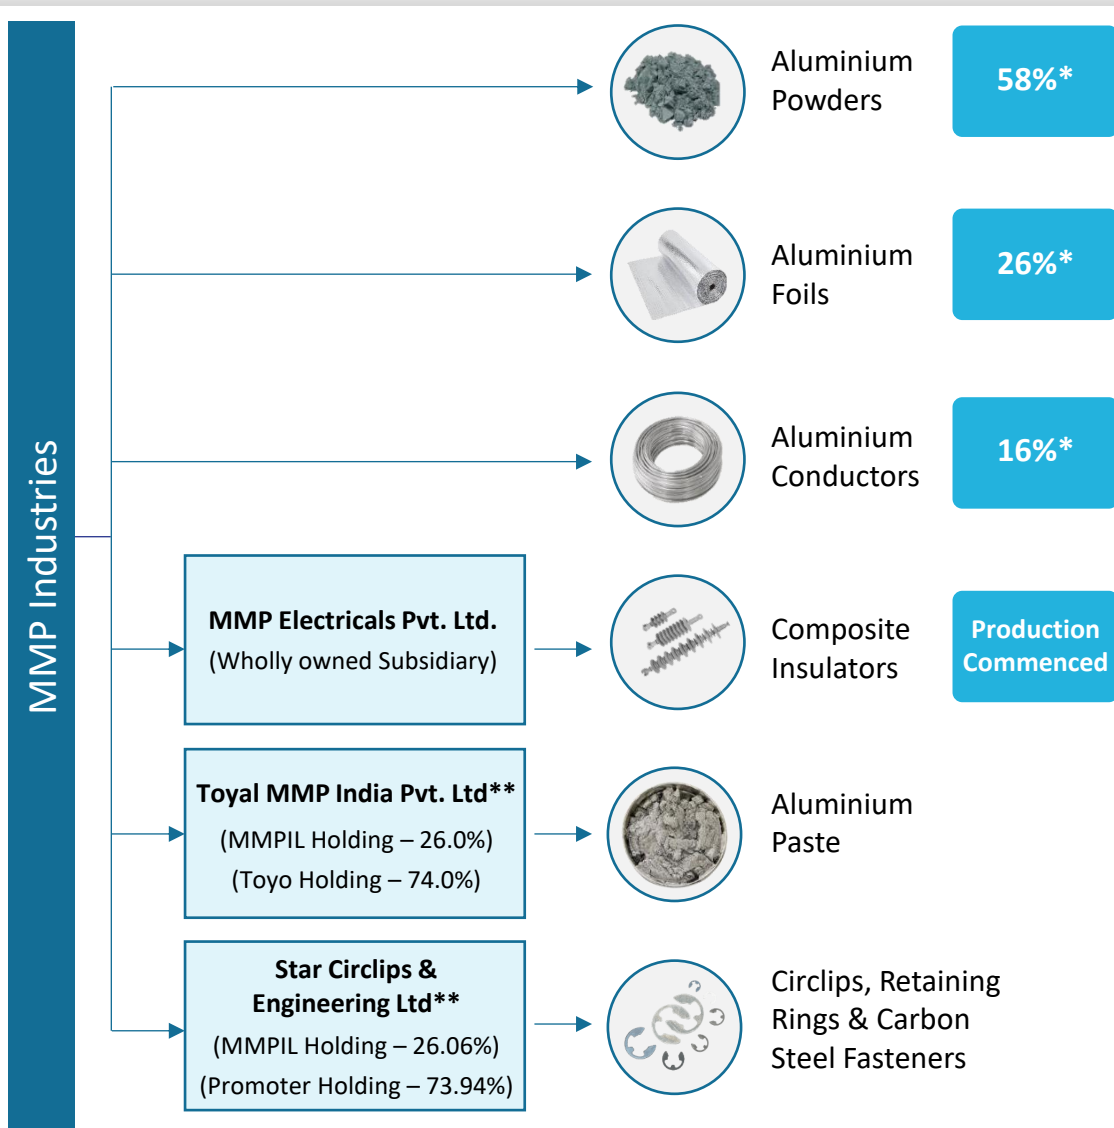 MMP Industries
Aluminium
Powders
58%*
Aluminium
Foils
26%*
Aluminium
Conductors
16%*
MMP Electricals Pvt. Ltd.
(Wholly owned Subsidiary)
Composite
Insulators
Production
Commenced
Toyal MMP India Pvt. Ltd**
(MMPIL Holding – 26.0%)
(Toyo Holding – 74.0%)
Aluminium
Paste
Star Circlips &
Engineering Ltd**
(MMPIL Holding – 26.06%)
(Promoter Holding – 73.94%)
Circlips, Retaining
Rings & Carbon
Steel Fasteners